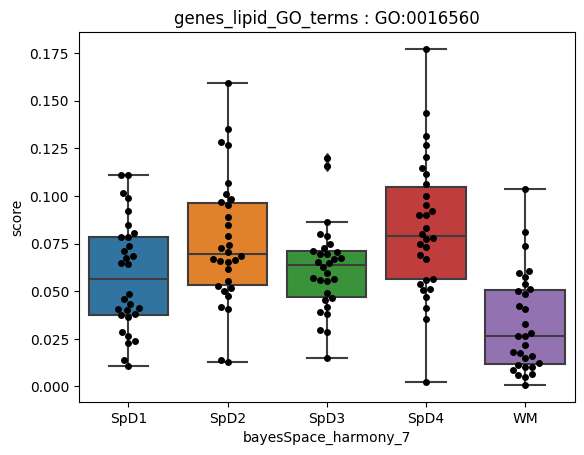 genes_lipid_GO_terms : GO:0016560
0.175
0.150
0.125
0.100
0.075
0.050
0.025
0.000
score
SpD1 SpD2 SpD3 SpD4 WM
bayesSpace_harmony_7